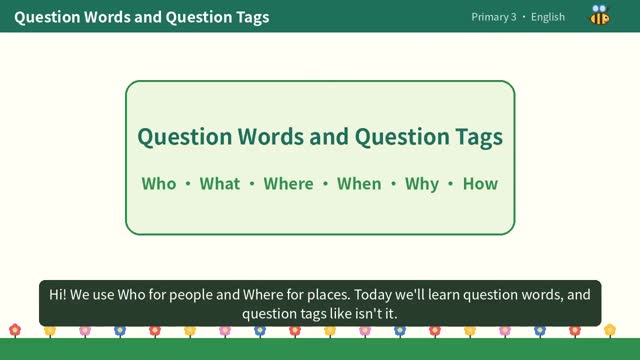 Question Words and Question Tags
Primary 3 • English
Question Words and Question Tags
Who • What • Where • When • Why • How
Hi! We use Who for people and Where for places. Today we'll learn question words, and
question tags like isn't it.